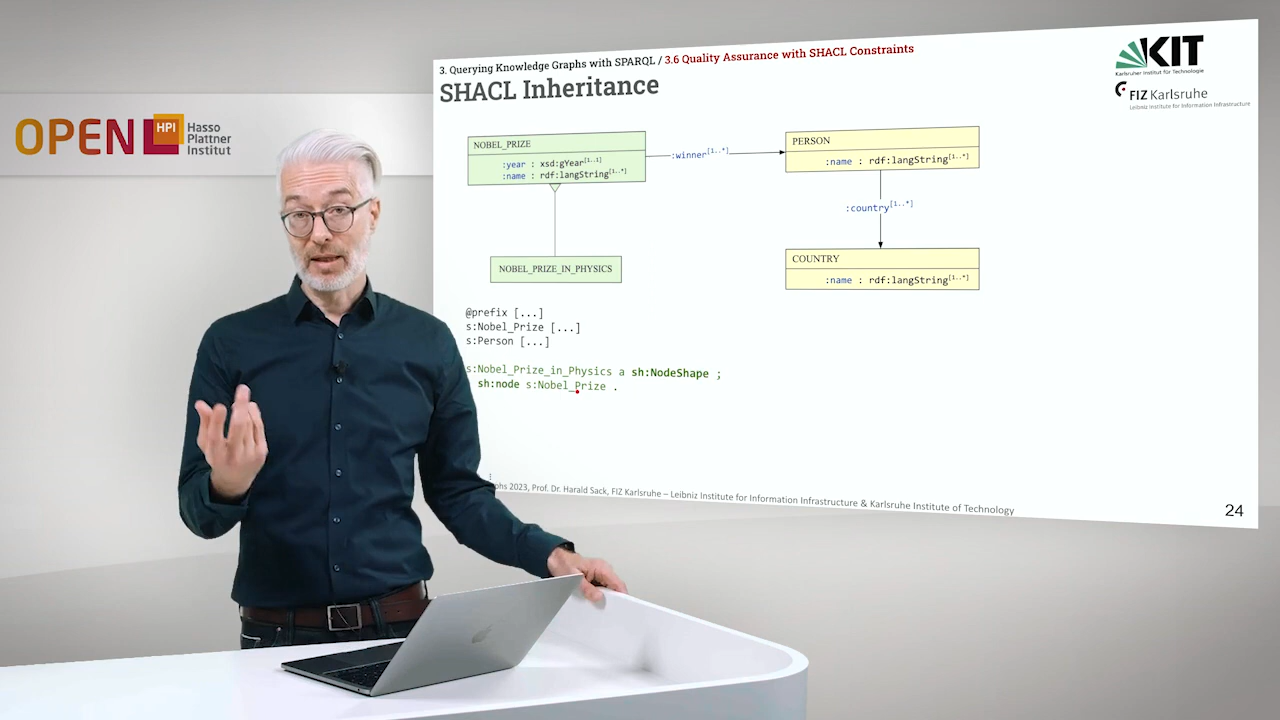 3. Querying Knowledge Graphs with SPARQL / 3.6 Quality Assurance with SHACL Constraints
SHACL Inheritance
KIT
Karlsruher Institut für Technologie
FIZ Karlsruhe
Leibniz Institute for Information Infrastructure
OPEN HPI Hasso
Plattner
Institut
NOBEL_PRIZE
:year : xsd:gYear[1..1]
:name : rdf:langString[1..*]
:winner[1..*]
PERSON
:name : rdf:langString[1..*]
:country[1..*]
NOBEL_PRIZE_IN_PHYSICS
COUNTRY
:name : rdf:langString[1..*]
@prefix [...]
s:Nobel_Prize [...]
s:Person [...]
s:Nobel_Prize_in_Physics a sh:NodeShape ;
sh:node s:Nobel_Prize .
2023, Prof. Dr. Harald Sack, FIZ Karlsruhe – Leibniz Institute for Information Infrastructure & Karlsruhe Institute of Technology
24